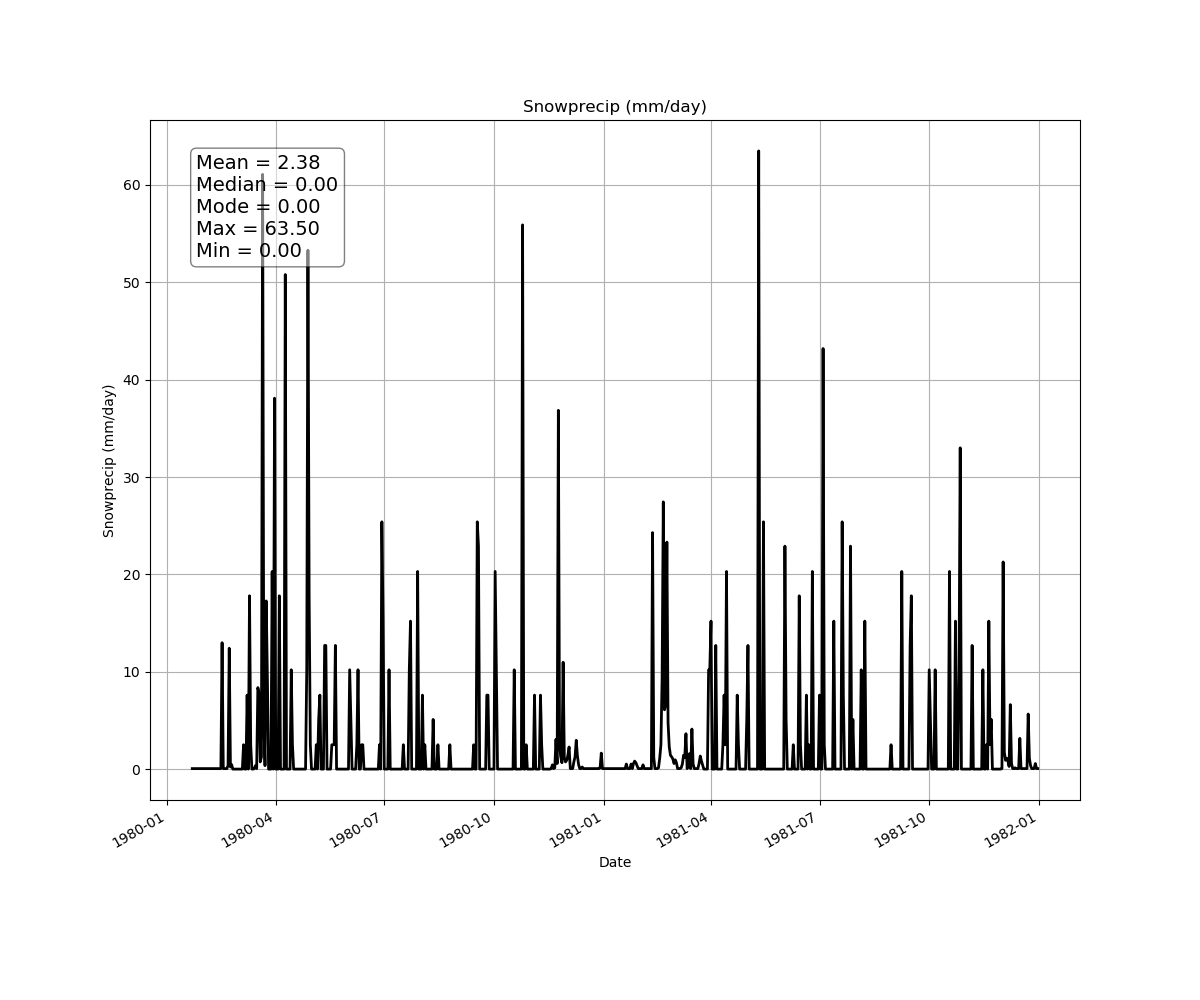 Snowprecip (mm/day)
Mean = 2.38
Median = 0.00
Mode = 0.00
Max = 63.50
Min = 0.00
60
50
40
30
20
10
0
Snowprecip (mm/day)
1980-01
1980-04
1980-07
1980-10
1981-01
1981-04
1981-07
1981-10
1982-01
Date